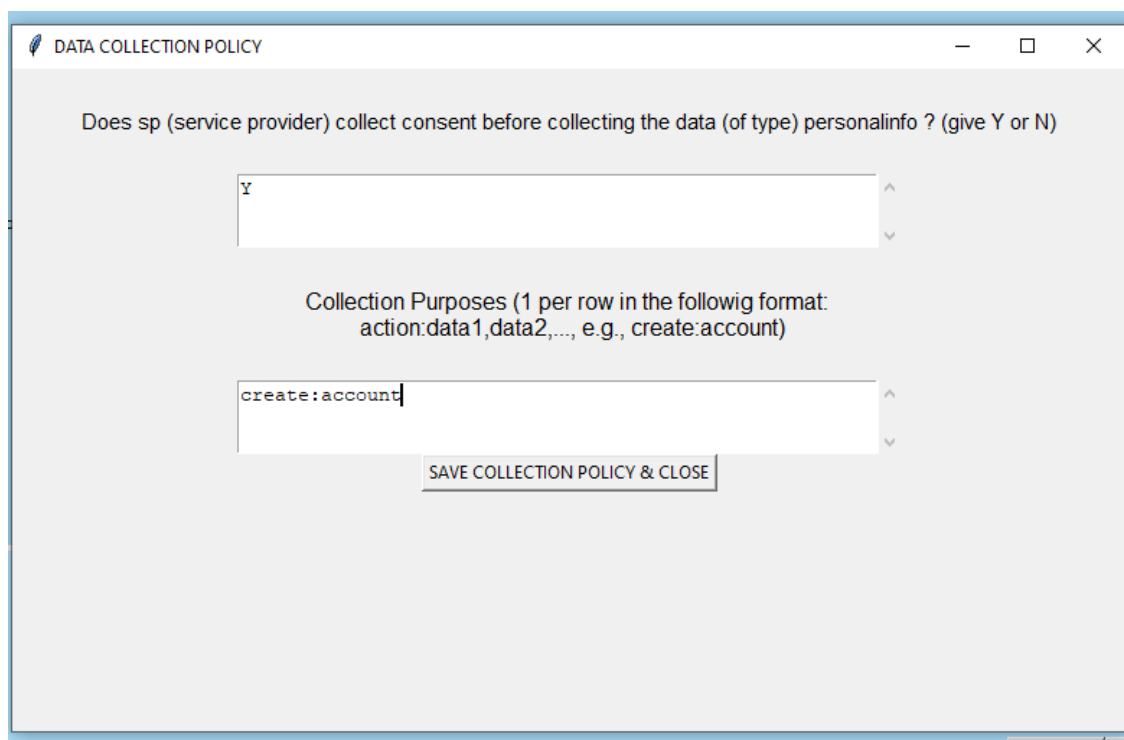 DATA COLLECTION POLICY
Does sp (service provider) collect consent before collecting the data (of type) personalinfo ? (give Y or N)
Y
Collection Purposes (1 per row in the followig format:
action:data1,data2,..., e.g., create:account)
create:account
SAVE COLLECTION POLICY & CLOSE